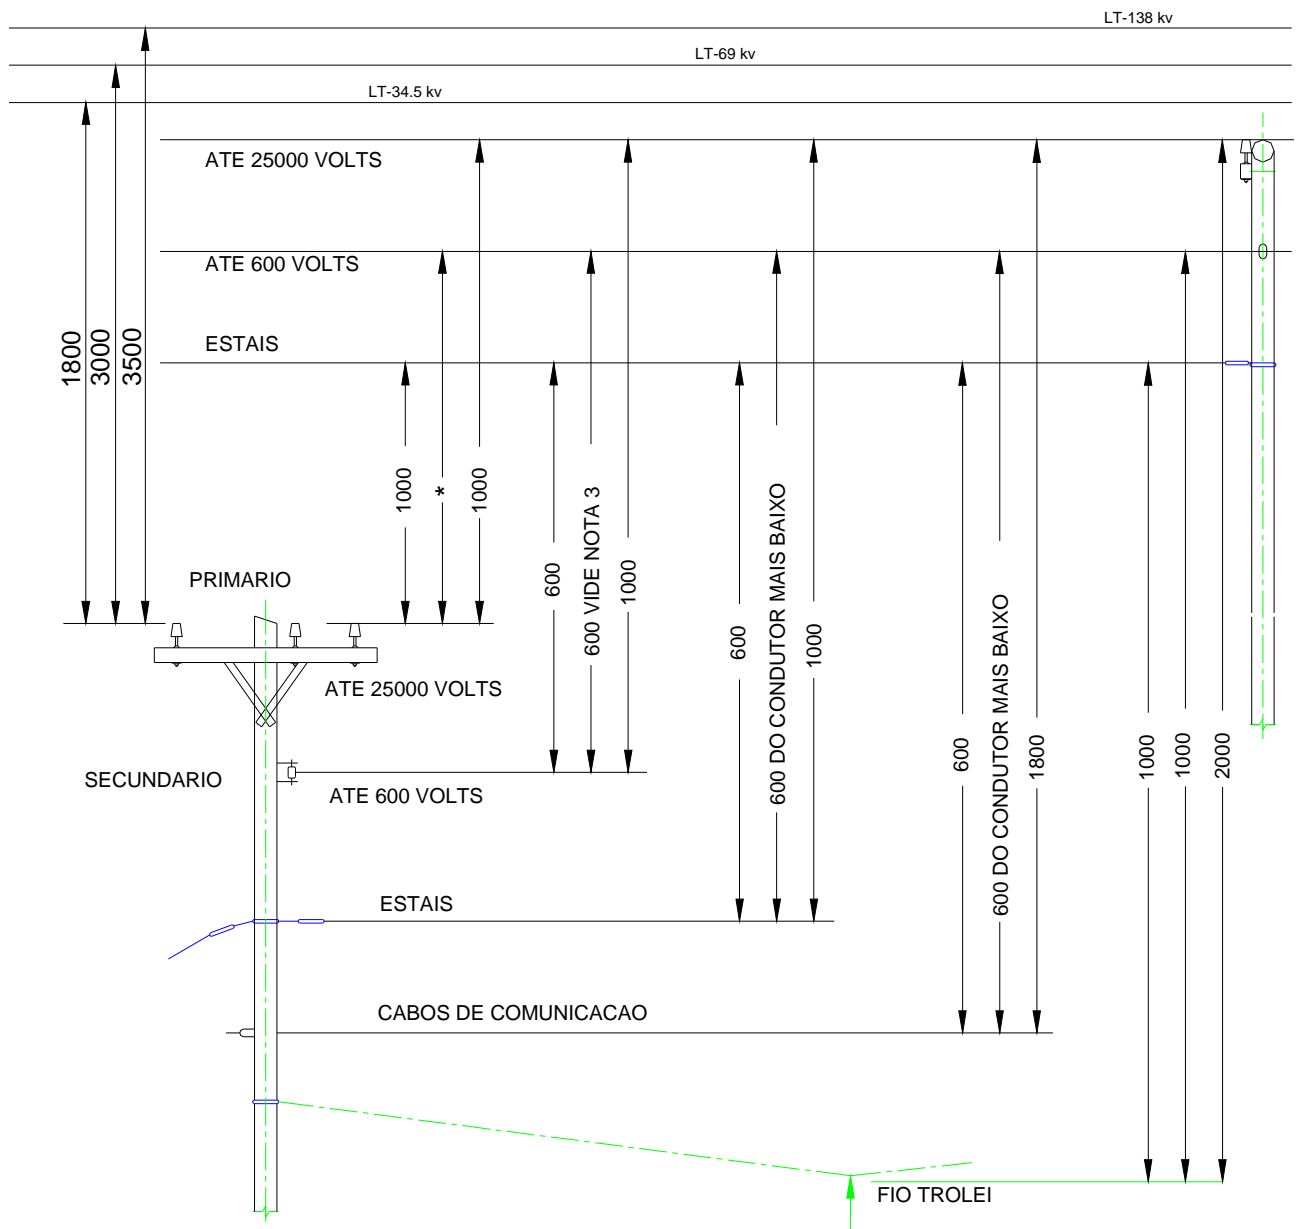 LT-138 kv
LT-69 kv
LT-34.5 kv
ATE 25000 VOLTS
ATE 600 VOLTS
ESTAIS
1800
3000
3500
1000
*
1000
600
600 VIDE NOTA 3
1000
600
600 DO CONDUTOR MAIS BAIXO
1000
600
600 DO CONDUTOR MAIS BAIXO
1800
1000
1000
2000
PRIMARIO
ATE 25000 VOLTS
SECUNDARIO
ATE 600 VOLTS
ESTAIS
CABOS DE COMUNICACAO
FIO TROLEI